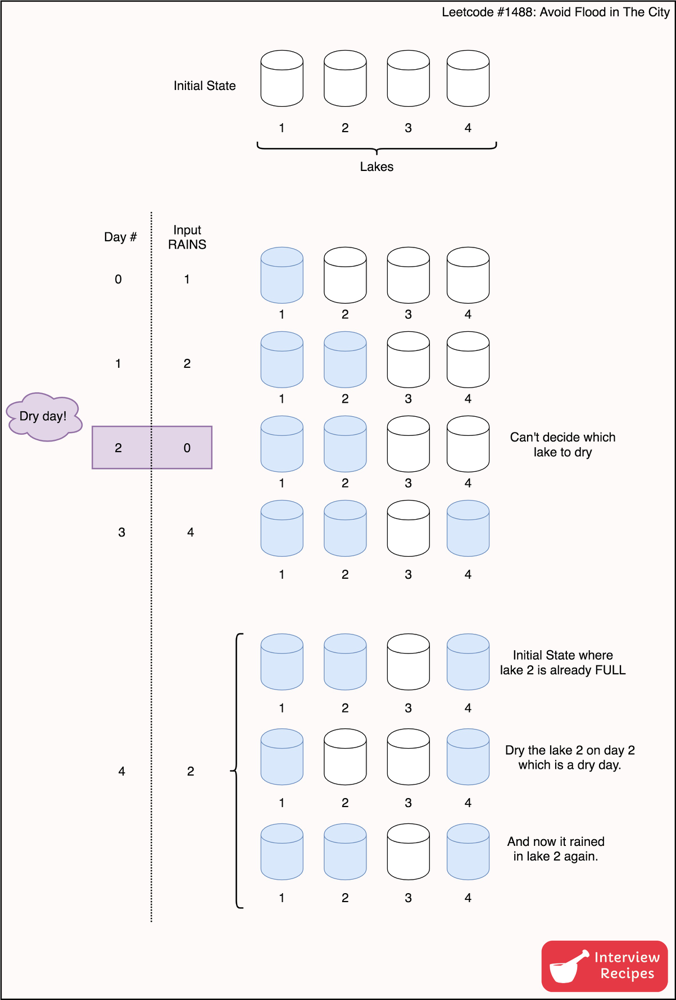 Leetcode #1488: Avoid Flood in The City
Initial State
1 2 3 4
Lakes
Day #
Input
RAINS
0 1
1 2 3 4
1 2
1 2 3 4
Dry day!
2 0
Can't decide which
lake to dry
1 2 3 4
3 4
1 2 3 4
Initial State where
lake 2 is already FULL
1 2 3 4
4 2
Dry the lake 2 on day 2
which is a dry day.
1 2 3 4
And now it rained
in lake 2 again.
1 2 3 4
Interview
Recipes